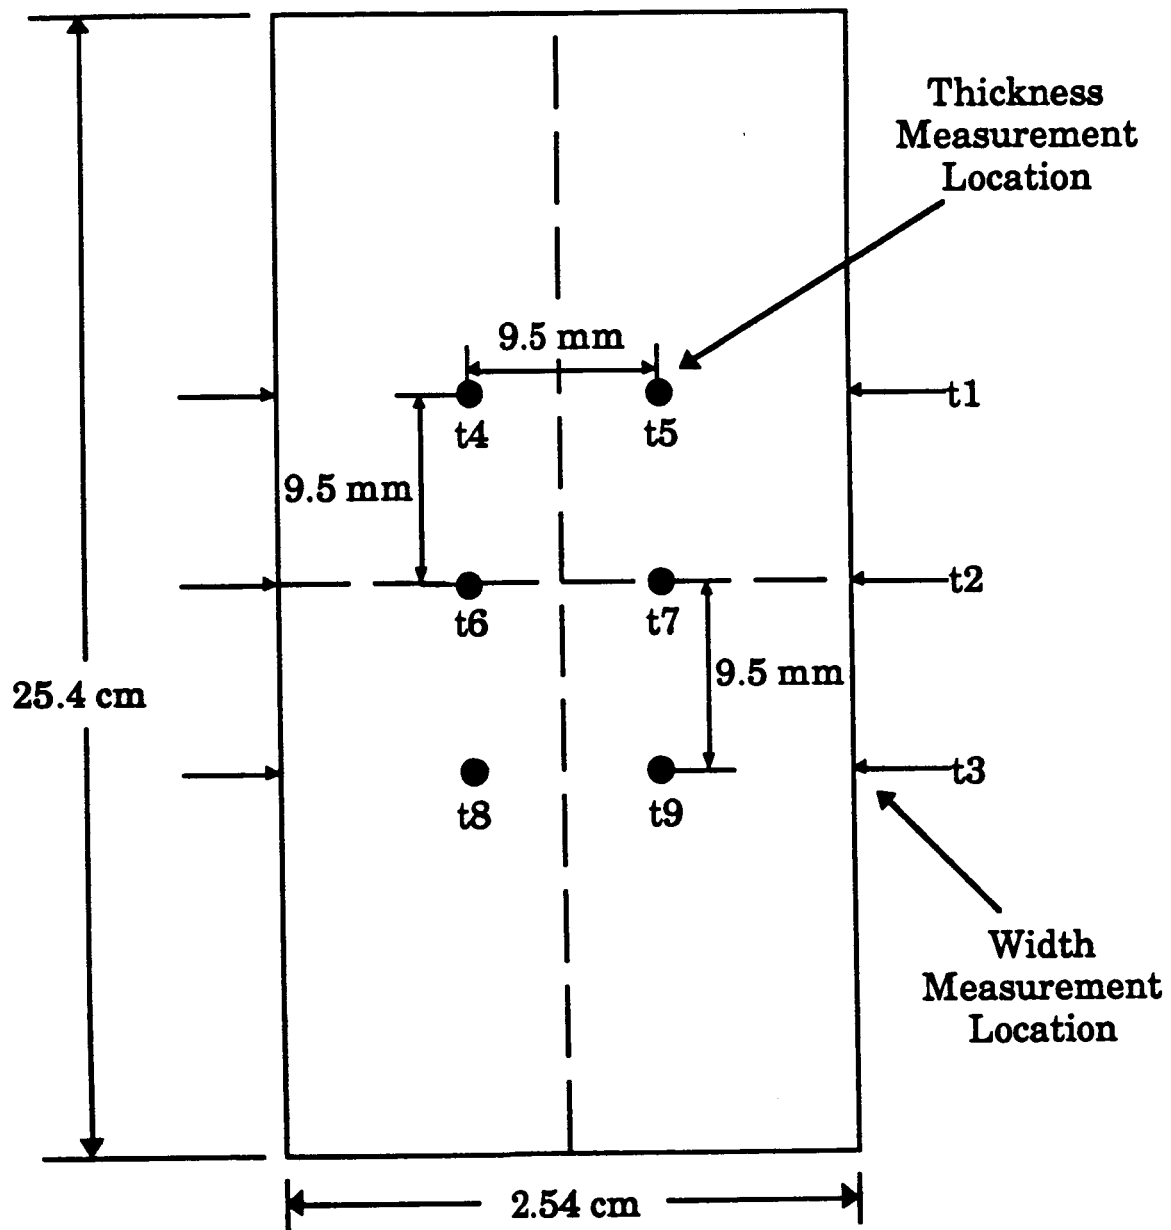 Thickness
Measurement
Location
9.5 mm
t1
t4
t5
9.5 mm
t2
t6
t7
9.5 mm
25.4 cm
t3
t8
t9
Width
Measurement
Location
2.54 cm